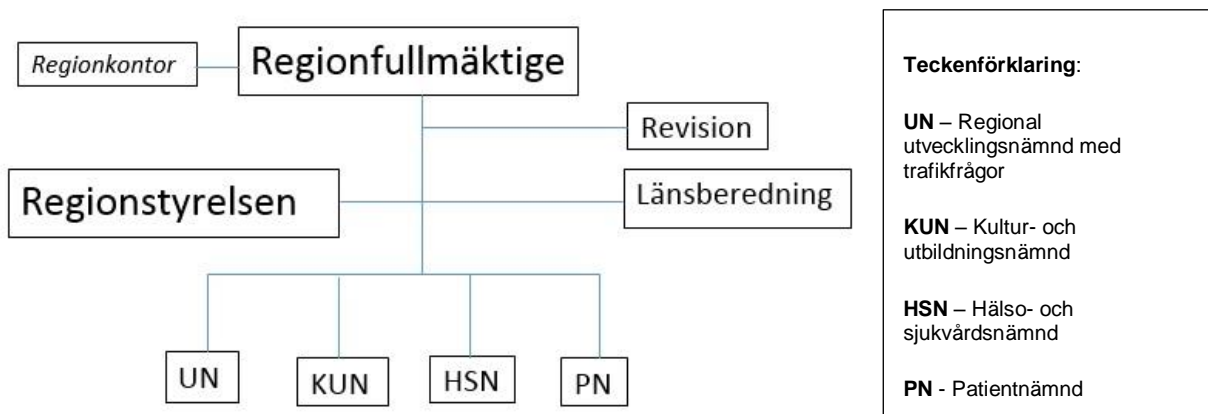 Regionkontor
Regionfullmäktige
Revision
Regionstyrelsen
Länsberedning
UN
KUN
HSN
PN
Teckenförklaring:
UN – Regional
utvecklingsnämnd med
trafikfrågor
KUN – Kultur- och
utbildningsnämnd
HSN – Hälso- och
sjukvårdsnämnd
PN - Patientnämnd